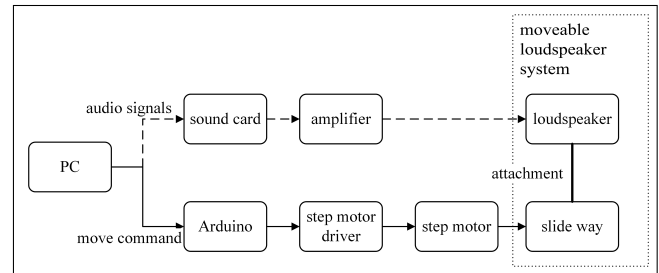 moveable
loudspeaker
system
audio signals
sound card
amplifier
loudspeaker
PC
attachment
move command
Arduino
step motor
driver
step motor
slide way